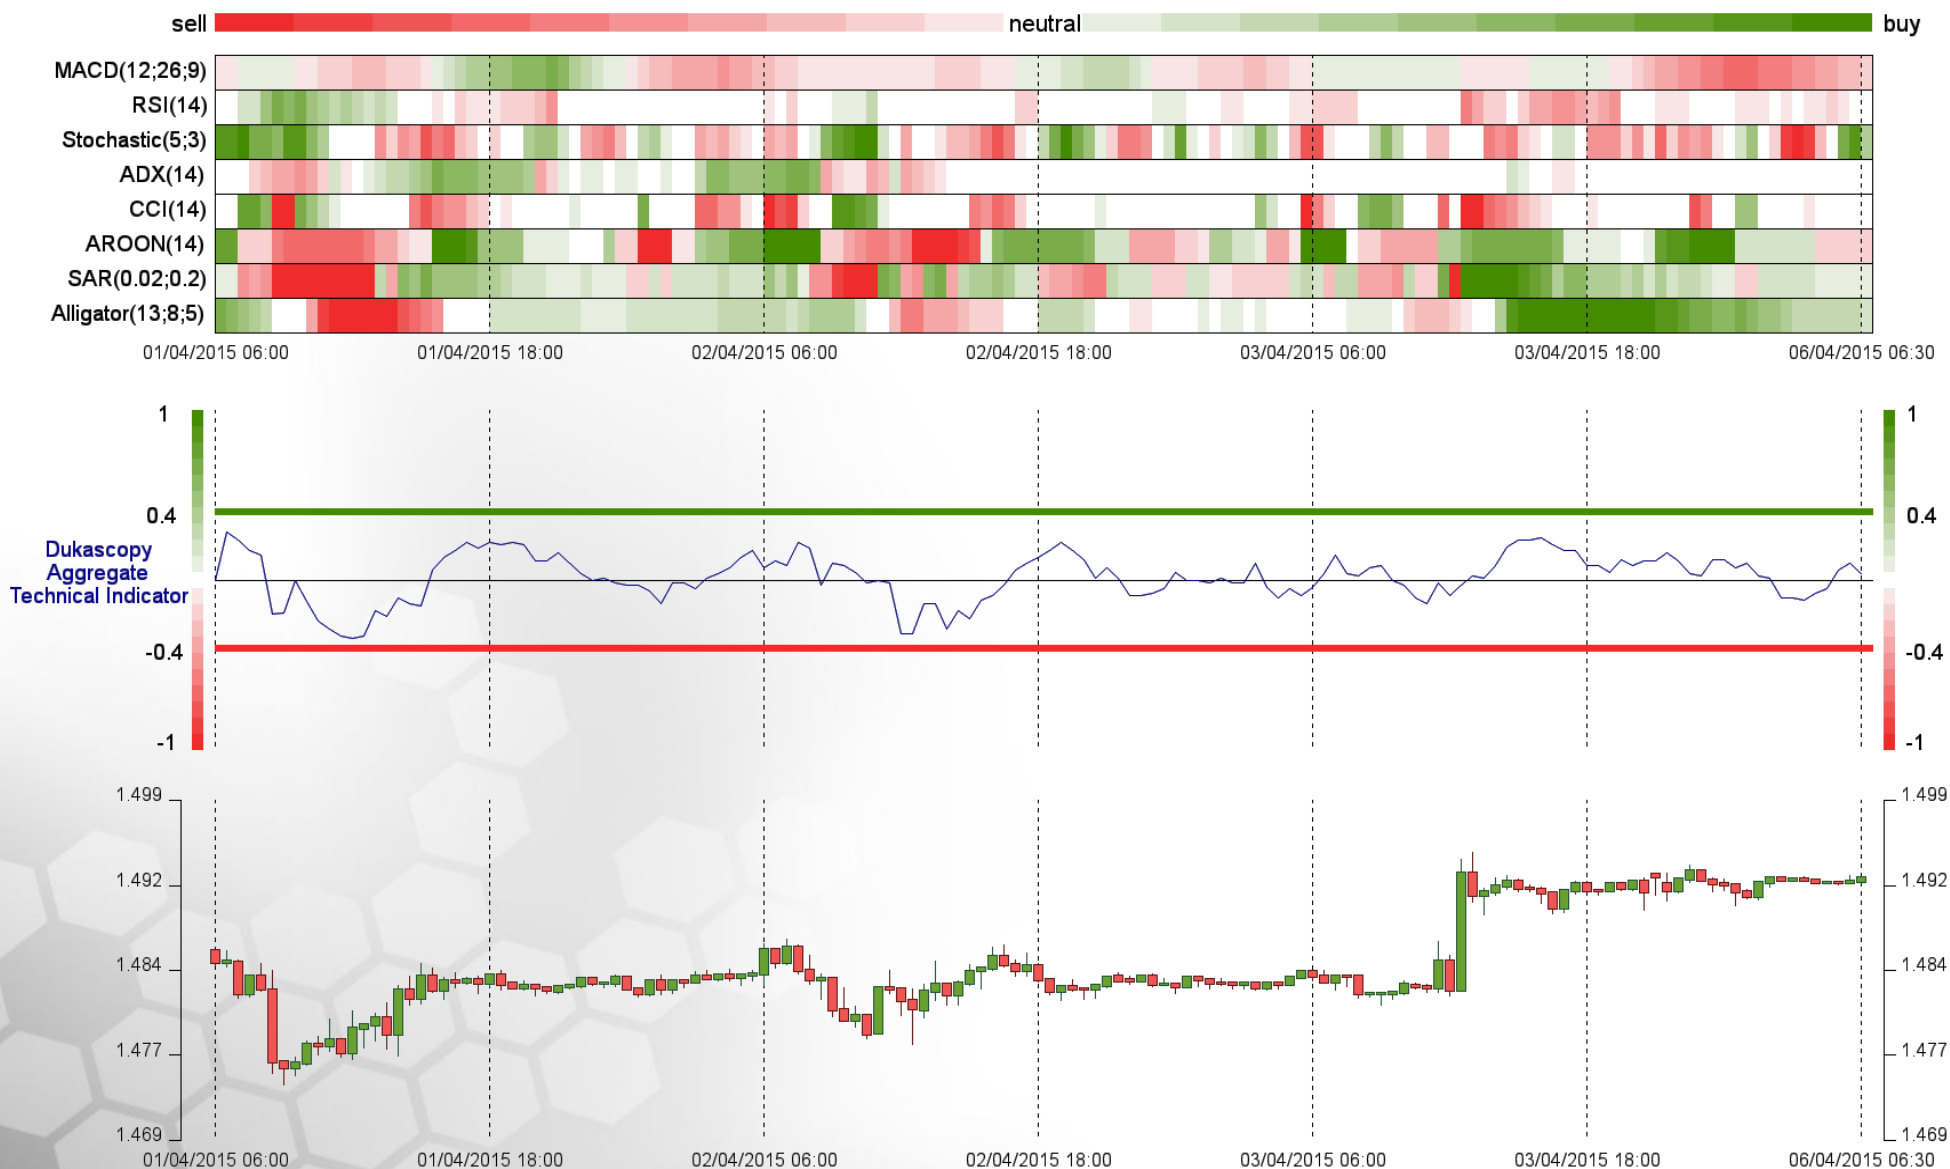 sell neutral buy
MACD(12;26;9)
RSI(14)
Stochastic(5;3)
ADX(14)
CCI(14)
AROON(14)
SAR(0.02;0.2)
Alligator(13;8;5)
01/04/2015 06:00 01/04/2015 18:00 02/04/2015 06:00 02/04/2015 18:00 03/04/2015 06:00 03/04/2015 18:00 06/04/2015 06:30
1 1
0.4 0.4
Dukascopy
Aggregate
Technical Indicator
-0.4 -0.4
-1 -1
1.499 1.499
1.492 1.492
1.484 1.484
1.477 1.477
1.469 1.469
01/04/2015 06:00 01/04/2015 18:00 02/04/2015 06:00 02/04/2015 18:00 03/04/2015 06:00 03/04/2015 18:00 06/04/2015 06:30